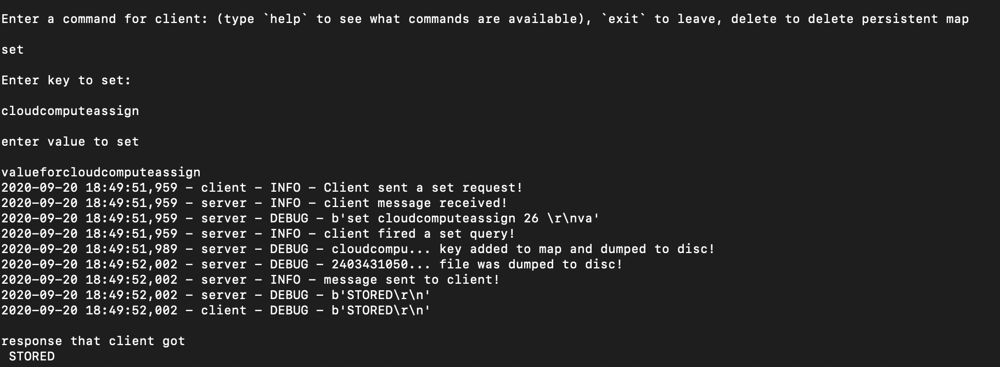 Enter a command for client: (type `help` to see what commands are available), `exit` to leave, delete to delete persistent map
set
Enter key to set:
cloudcomputeassign
enter value to set
valueforcloudcomputeassign
2020-09-20 18:49:51,959 - client - INFO - Client sent a set request!
2020-09-20 18:49:51,959 - server - INFO - client message received!
2020-09-20 18:49:51,959 - server - DEBUG - b'set cloudcomputeassign 26 \r\nva'
2020-09-20 18:49:51,959 - server - INFO - client fired a set query!
2020-09-20 18:49:51,989 - server - DEBUG - cloudcompu... key added to map and dumped to disc!
2020-09-20 18:49:52,002 - server - DEBUG - 2403431050... file was dumped to disc!
2020-09-20 18:49:52,002 - server - INFO - message sent to client!
2020-09-20 18:49:52,002 - server - DEBUG - b'STORED\r\n'
2020-09-20 18:49:52,002 - client - DEBUG - b'STORED\r\n'
response that client got
STORED